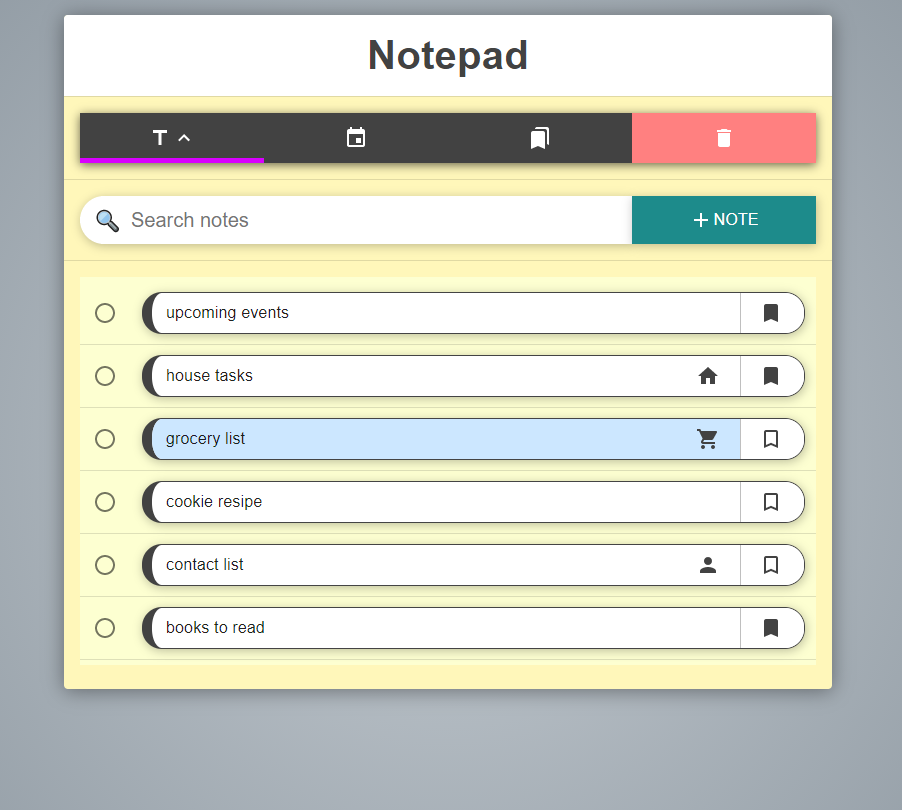 Notepad
T
Search notes
NOTE
upcoming events
house tasks
grocery list
cookie resipe
contact list
books to read